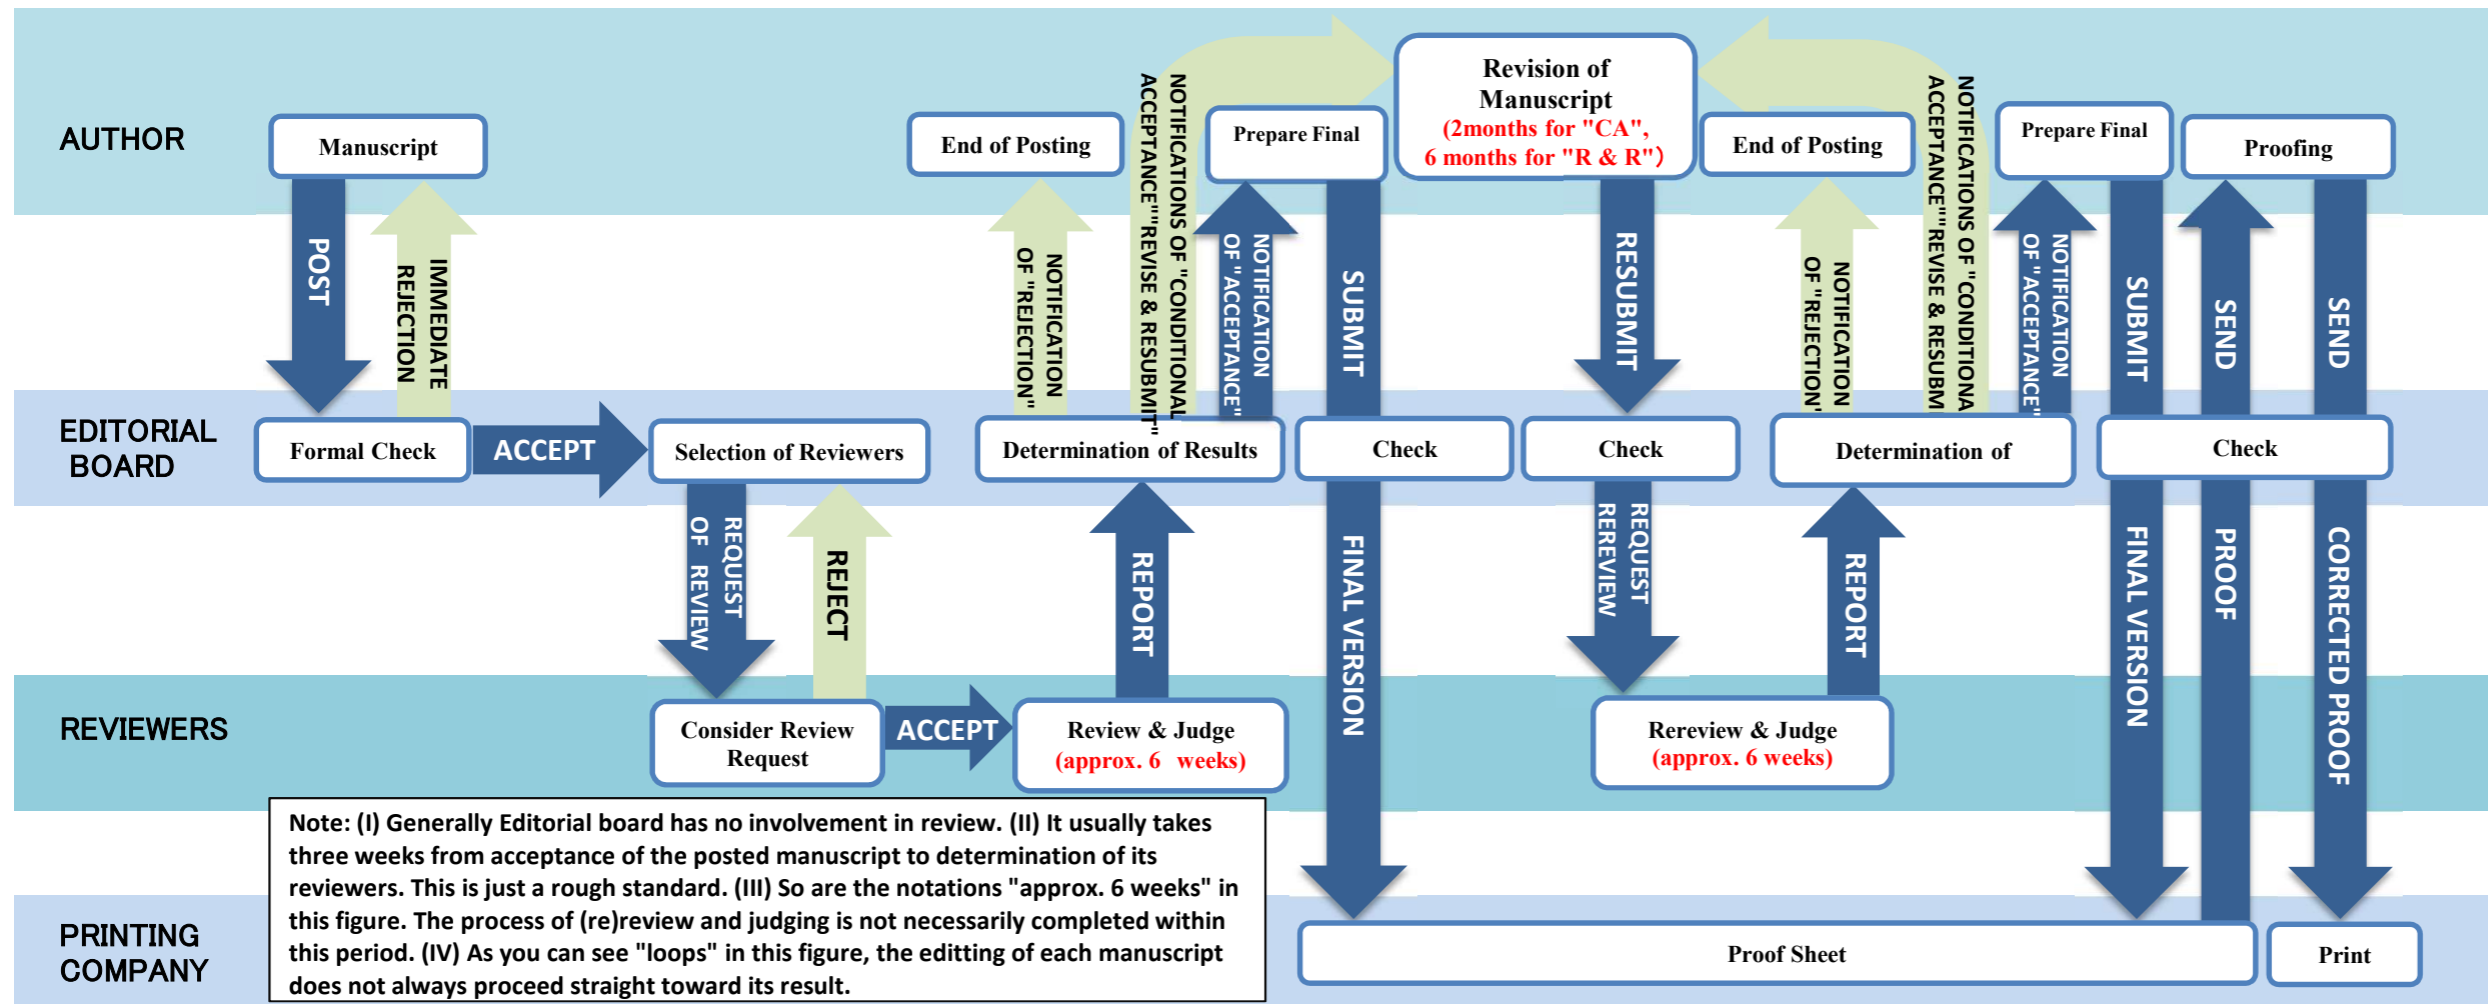 AUTHOR
Manuscript
End of Posting
Prepare Final
Revision of
Manuscript
(2months for "CA",
6 months for "R & R")
End of Posting
Prepare Final
Proofing
POST
IMMEDIATE
REJECTION
NOTIFICATION
OF "REJECTION"
NOTIFICATIONS OF "CONDITIONAL
ACCEPTANCE""REVISE & RESUBMIT"
NOTIFICATION
OF "ACCEPTANCE"
SUBMIT
RESUBMIT
NOTIFICATION
OF "REJECTION"
NOTIFICATIONS OF "CONDITIONA
ACCEPTANCE""REVISE & RESUBM
NOTIFICATION
OF "ACCEPTANCE"
SUBMIT
SEND
SEND
EDITORIAL
BOARD
Formal Check
ACCEPT
Selection of Reviewers
Determination of Results
Check
Check
Determination of
Check
REQUEST
OF REVIEW
REJECT
REPORT
FINAL VERSION
REQUEST
REREVIEW
REPORT
FINAL VERSION
PROOF
CORRECTED PROOF
REVIEWERS
Consider Review
Request
ACCEPT
Review & Judge
(approx. 6 weeks)
Rereview & Judge
(approx. 6 weeks)
Note: (I) Generally Editorial board has no involvement in review. (II) It usually takes
three weeks from acceptance of the posted manuscript to determination of its
reviewers. This is just a rough standard. (III) So are the notations "approx. 6 weeks" in
this figure. The process of (re)review and judging is not necessarily completed within
this period. (IV) As you can see "loops" in this figure, the editting of each manuscript
does not always proceed straight toward its result.
PRINTING
COMPANY
Proof Sheet
Print